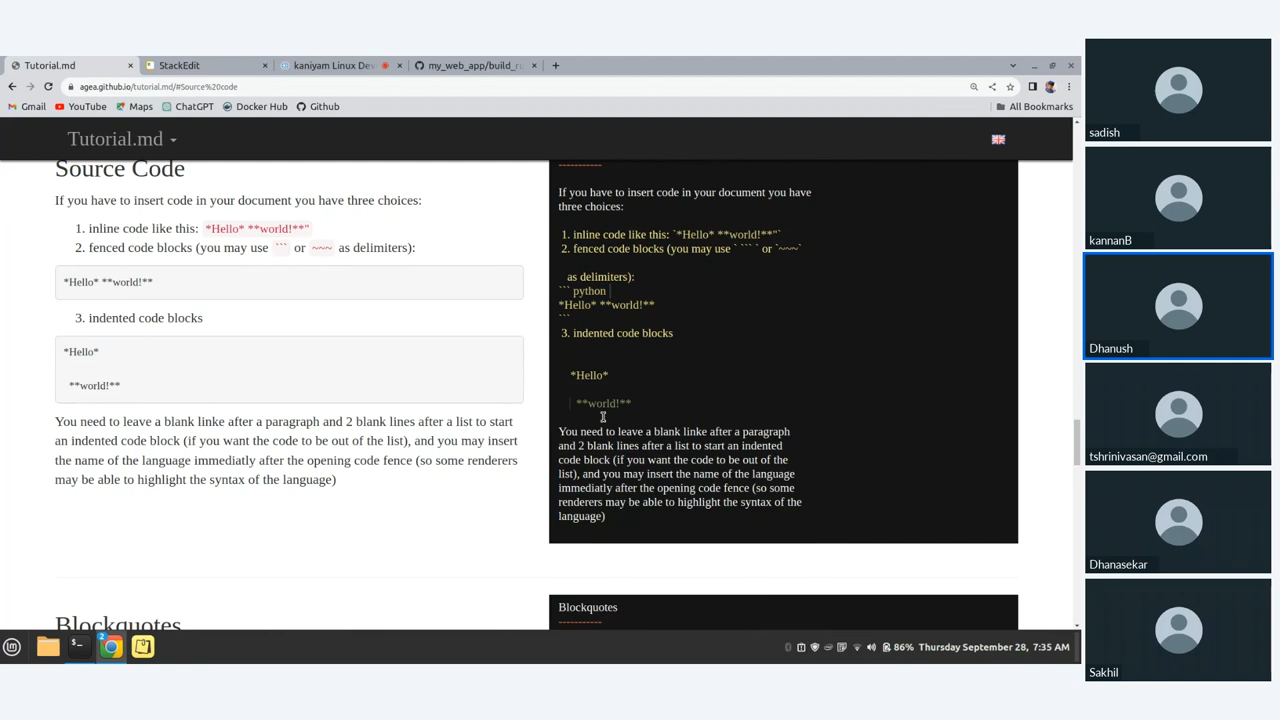 Tutorial.md
StackEdit
kaniyam Linux Dev
my_web_app/build_ru
agea.github.io/tutorial.md/#Source%20code
Gmail
YouTube
Maps
ChatGPT
Docker Hub
Github
All Bookmarks
Tutorial.md
Source Code
If you have to insert code in your document you have three choices:
1. inline code like this: *Hello* **world!**"
2. fenced code blocks (you may use ``` or ~~~ as delimiters):
*Hello* **world!**
3. indented code blocks
*Hello*
**world!**
You need to leave a blank linke after a paragraph and 2 blank lines after a list to start
an indented code block (if you want the code to be out of the list), and you may insert
the name of the language immediatly after the opening code fence (so some renderers
may be able to highlight the syntax of the language)
Blockquotes
-----------
If you have to insert code in your document you have
three choices:
1. inline code like this: `*Hello* **world!**"`
2. fenced code blocks (you may use ` ``` ` or `~~~`
as delimiters):
``` python
*Hello* **world!**
```
3. indented code blocks
*Hello*
**world!**
You need to leave a blank linke after a paragraph
and 2 blank lines after a list to start an indented
code block (if you want the code to be out of the
list), and you may insert the name of the language
immediatly after the opening code fence (so some
renderers may be able to highlight the syntax of the
language)
Blockquotes
-----------
2
86% Thursday September 28, 7:35 AM
sadish
kannanB
Dhanush
tshrinivasan@gmail.com
Dhanasekar
Sakhil